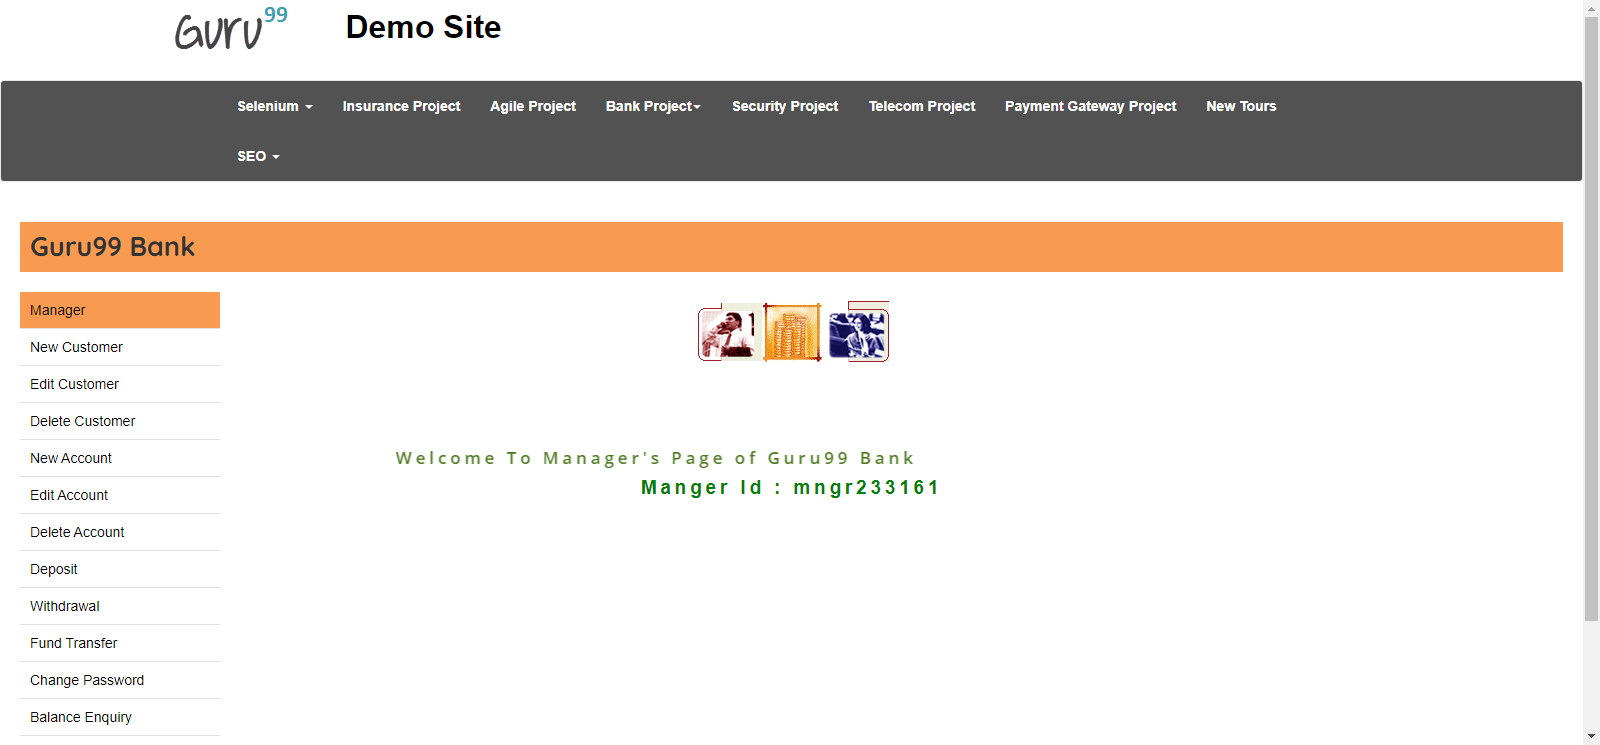 Guru99
Demo Site
Selenium
Insurance Project
Agile Project
Bank Project
Security Project
Telecom Project
Payment Gateway Project
New Tours
SEO
Guru99 Bank
Manager
New Customer
Edit Customer
Delete Customer
New Account
Edit Account
Delete Account
Deposit
Withdrawal
Fund Transfer
Change Password
Balance Enquiry
Welcome To Manager's Page of Guru99 Bank
Manger Id : mngr233161